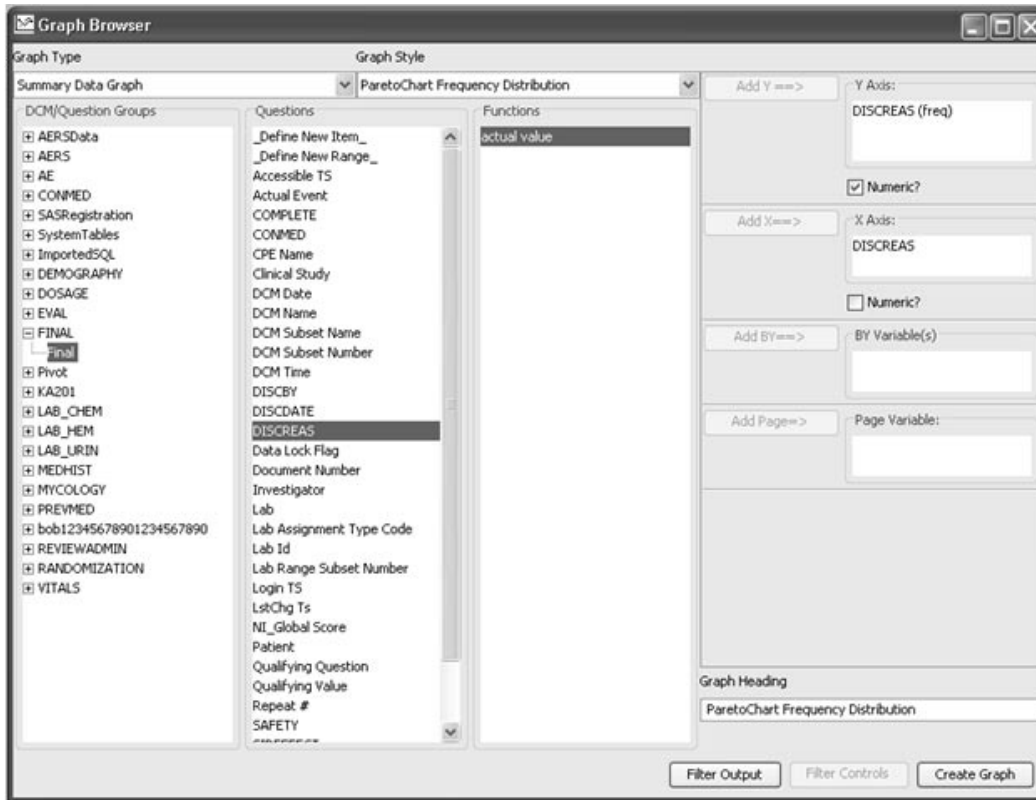 Graph Browser
Graph Type
Graph Style
Summary Data Graph
ParetoChart Frequency Distribution
DCM/Question Groups
AERSData
AERS
AE
CONMED
SASRegistration
SystemTables
ImportedSQL
DEMOGRAPHY
DOSAGE
EVAL
FINAL
Final
Pivot
KA201
LAB_CHEM
LAB_HEM
LAB_URIN
MEDHIST
MYCOLOGY
PREVMED
bob12345678901234567890
REVIEWADMIN
RANDOMIZATION
VITALS
Questions
_Define New Item_
_Define New Range_
Accessible TS
Actual Event
COMPLETE
CONMED
CPE Name
Clinical Study
DCM Date
DCM Name
DCM Subset Name
DCM Subset Number
DCM Time
DISCBY
DISCDATE
DISCREAS
Data Lock Flag
Document Number
Investigator
Lab
Lab Assignment Type Code
Lab Id
Lab Range Subset Number
Login TS
LstChg Ts
NI_Global Score
Patient
Qualifying Question
Qualifying Value
Repeat #
SAFETY
Functions
actual value
Add Y ==>
Y Axis:
DISCREAS (freq)
Numeric?
Add X==>
X Axis:
DISCREAS
Numeric?
Add BY==>
BY Variable(s)
Add Page=>
Page Variable:
Graph Heading
ParetoChart Frequency Distribution
Filter Output
Filter Controls
Create Graph